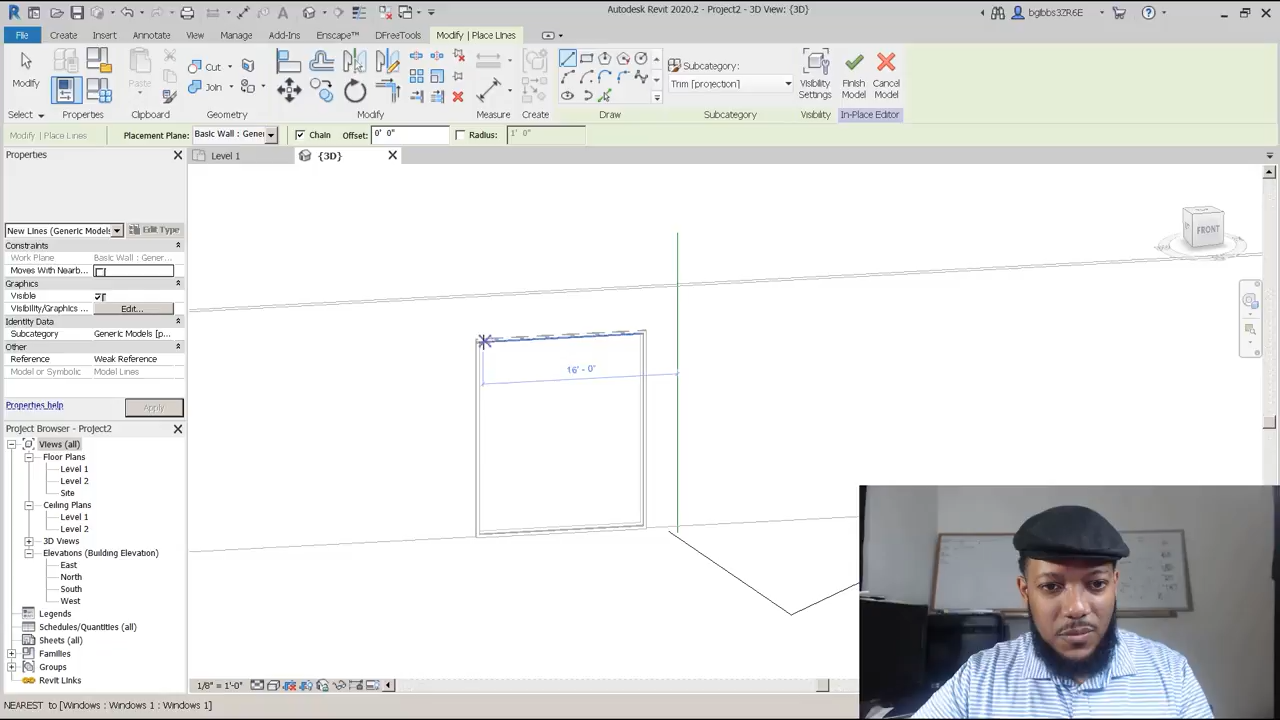 Autodesk Revit 2020.2 - Project2 - 3D View: {3D}
bgibbs3ZR6E
File Create Insert Annotate View Manage Add-Ins Enscape™ DFreeTools Modify | Place Lines
Modify
Paste
Cut
Join
Subcategory:
Trim [projection]
Visibility Settings
Finish Model
Cancel Model
Select Properties Geometry Modify Measure Create Draw Subcategory Visibility In-Place Editor
Modify | Place Lines Placement Plane: Basic Wall : Gener Chain Offset: 0' 0" Radius: 1' 0"
Properties
Level 1 {3D}
New Lines (Generic Models Edit Type
Constraints
Work Plane Basic Wall : Gener...
Moves With Nearb...
Graphics
Visible
Visibility/Graphics ... Edit...
Identity Data
Subcategory Generic Models [p...
Other
Reference Weak Reference
Model or Symbolic Model Lines
Properties help Apply
Project Browser - Project2
Views (all)
Floor Plans
Level 1
Level 2
Site
Ceiling Plans
Level 1
Level 2
3D Views
Elevations (Building Elevation)
East
North
South
West
Legends
Schedules/Quantities (all)
Sheets (all)
Families
Groups
Revit Links
FRONT
16' - 0"
1/8" = 1'-0"
NEAREST to [Windows : Windows 1 : Windows 1]